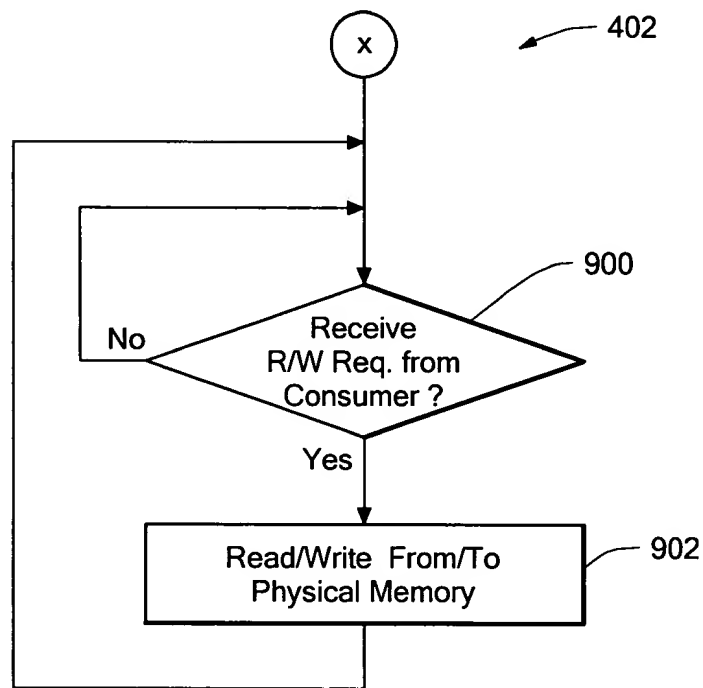 x
402
900
Receive
R/W Req. from
Consumer ?
No
Yes
Read/Write From/To
Physical Memory
902